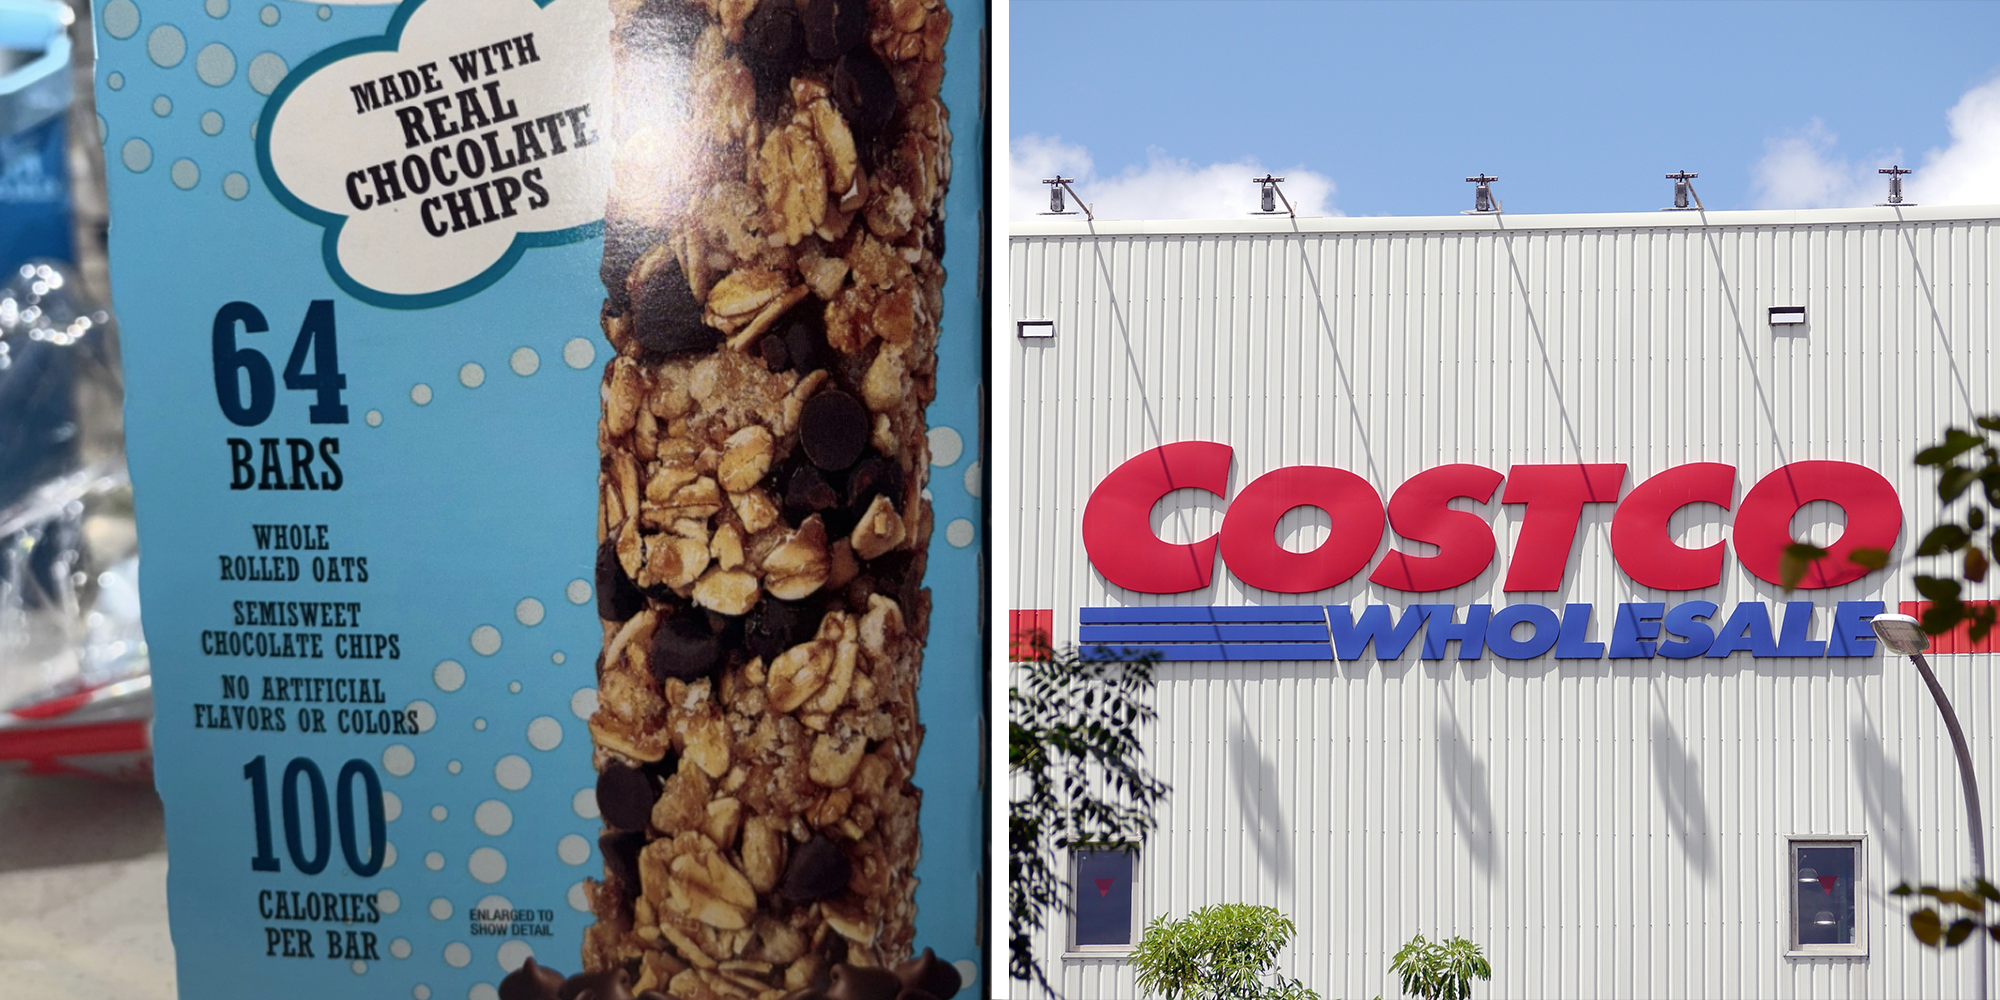 MADE WITH
REAL
CHOCOLATE
CHIPS
64
BARS
WHOLE
ROLLED OATS
SEMISWEET
CHOCOLATE CHIPS
NO ARTIFICIAL
FLAVORS OR COLORS
100
CALORIES
PER BAR
ENLARGED TO
SHOW DETAIL
COSTCO
WHOLESALE